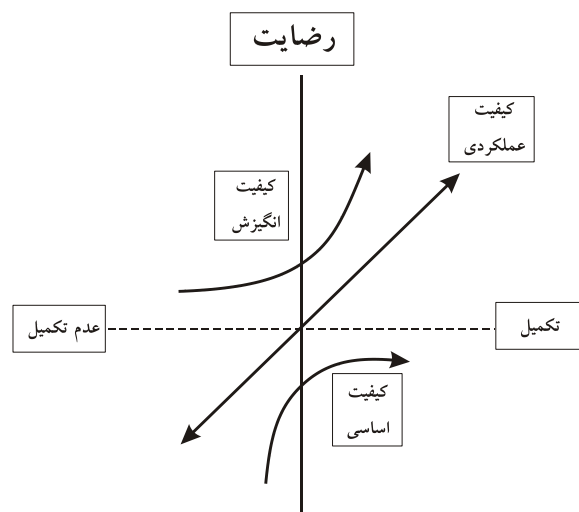 رضایت
کیفیت
عملکردی
کیفیت
انگیزش
تکمیل
عدم تکمیل
کیفیت
اساسی